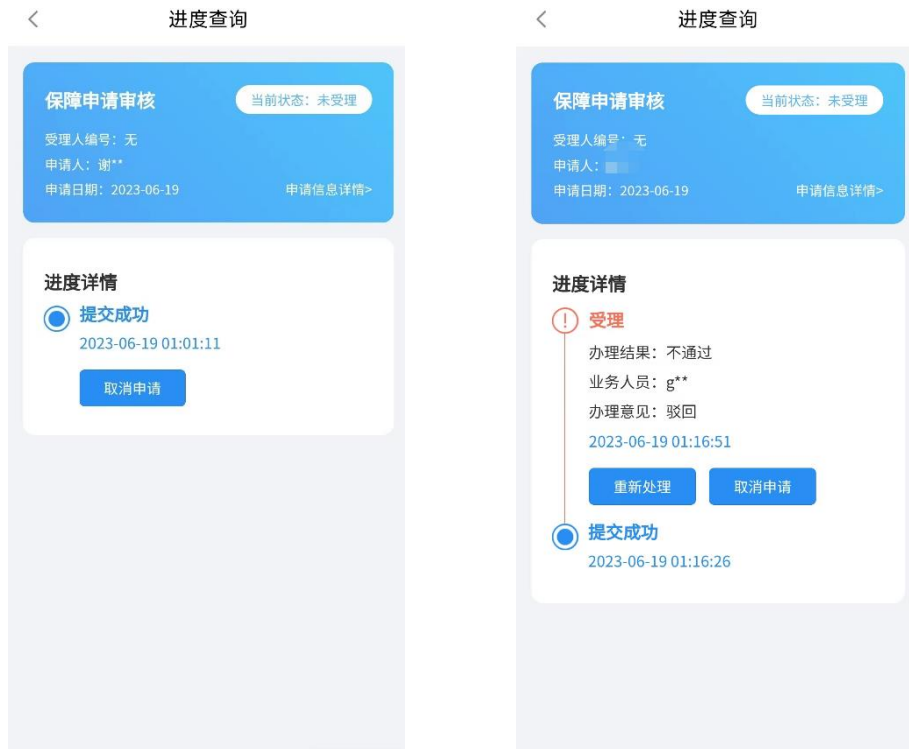 进度查询
保障申请审核
当前状态：未受理
受理人编号：无
申请人：谢**
申请日期：2023-06-19
申请信息详情>
进度详情
提交成功
2023-06-19 01:01:11
取消申请
进度查询
保障申请审核
当前状态：未受理
受理人编号：无
申请人：
申请日期：2023-06-19
申请信息详情>
进度详情
受理
办理结果：不通过
业务人员：g**
办理意见：驳回
2023-06-19 01:16:51
重新处理
取消申请
提交成功
2023-06-19 01:16:26